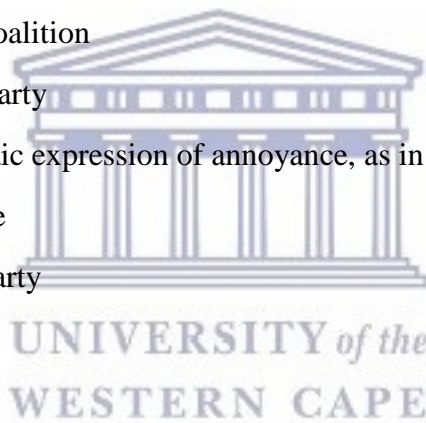 oalition
arty
ic expression of annoyance, as in
e
arty
UNIVERSITY of the
WESTERN CAPE